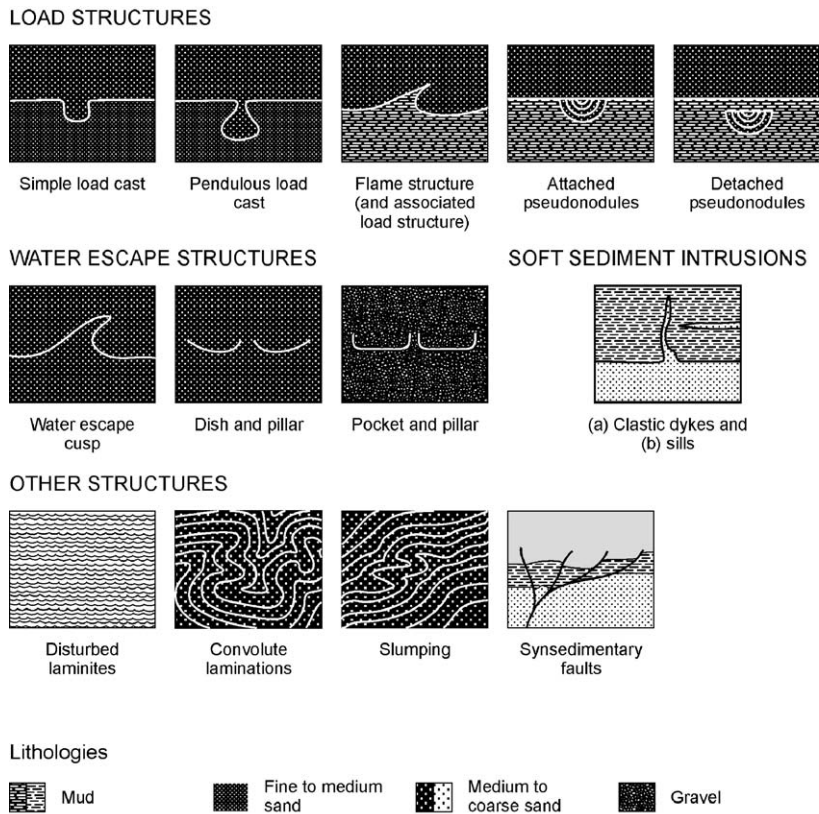 LOAD STRUCTURES
Simple load cast
Pendulous load
cast
Flame structure
(and associated
load structure)
Attached
pseudonodules
Detached
pseudonodules
WATER ESCAPE STRUCTURES
Water escape
cusp
Dish and pillar
Pocket and pillar
SOFT SEDIMENT INTRUSIONS
(a) Clastic dykes and
(b) sills
OTHER STRUCTURES
Disturbed
laminites
Convolute
laminations
Slumping
Synsedimentary
faults
Lithologies
Mud
Fine to medium
sand
Medium to
coarse sand
Gravel